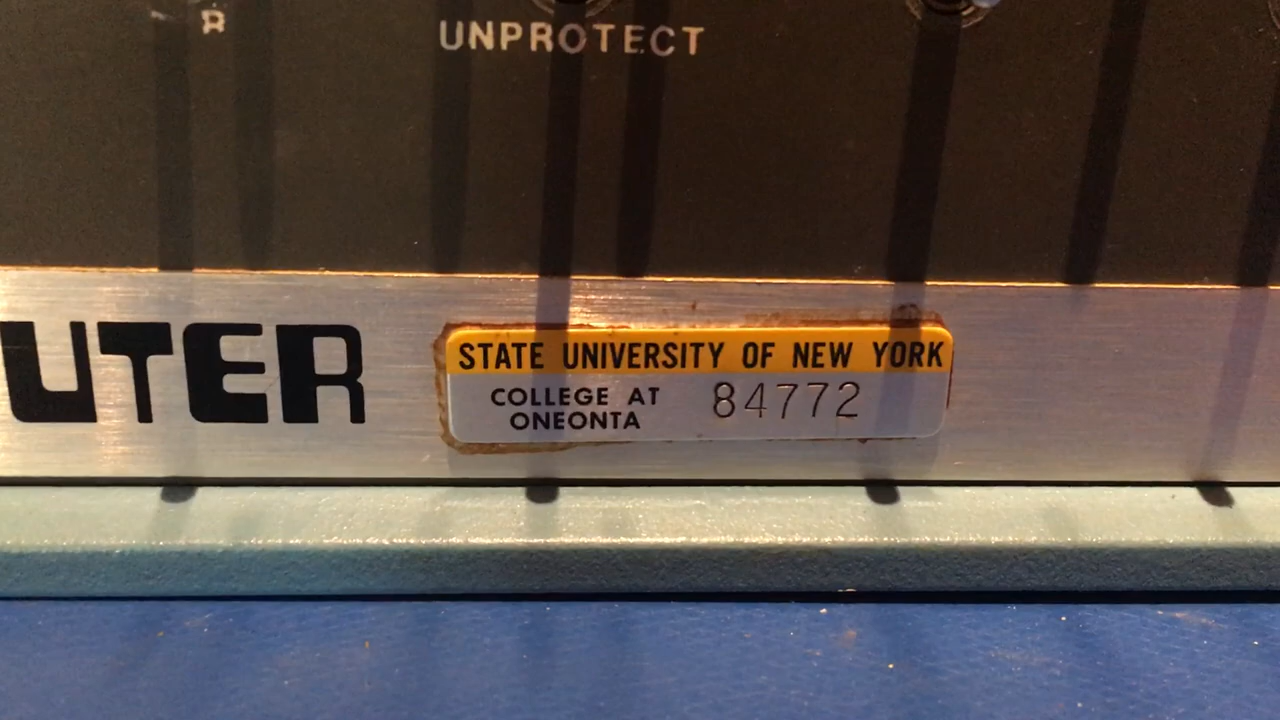 R
UNPROTECT
UTER
STATE UNIVERSITY OF NEW YORK
COLLEGE AT
ONEONTA
84772